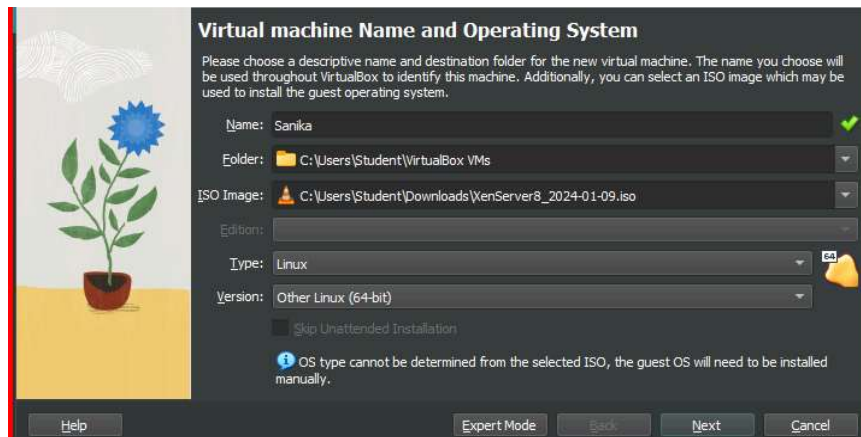 Virtual machine Name and Operating System
Please choose a descriptive name and destination folder for the new virtual machine. The name you choose will
be used throughout VirtualBox to identify this machine. Additionally, you can select an ISO image which may be
used to install the guest operating system.
Name: Sanika
Folder: C:\Users\Student\VirtualBox VMs
ISO Image: C:\Users\Student\Downloads\XenServer8_2024-01-09.iso
Edition:
Type: Linux
64
Version: Other Linux (64-bit)
Skip Unattended Installation
OS type cannot be determined from the selected ISO, the guest OS will need to be installed
manually.
Help Expert Mode Back Next Cancel